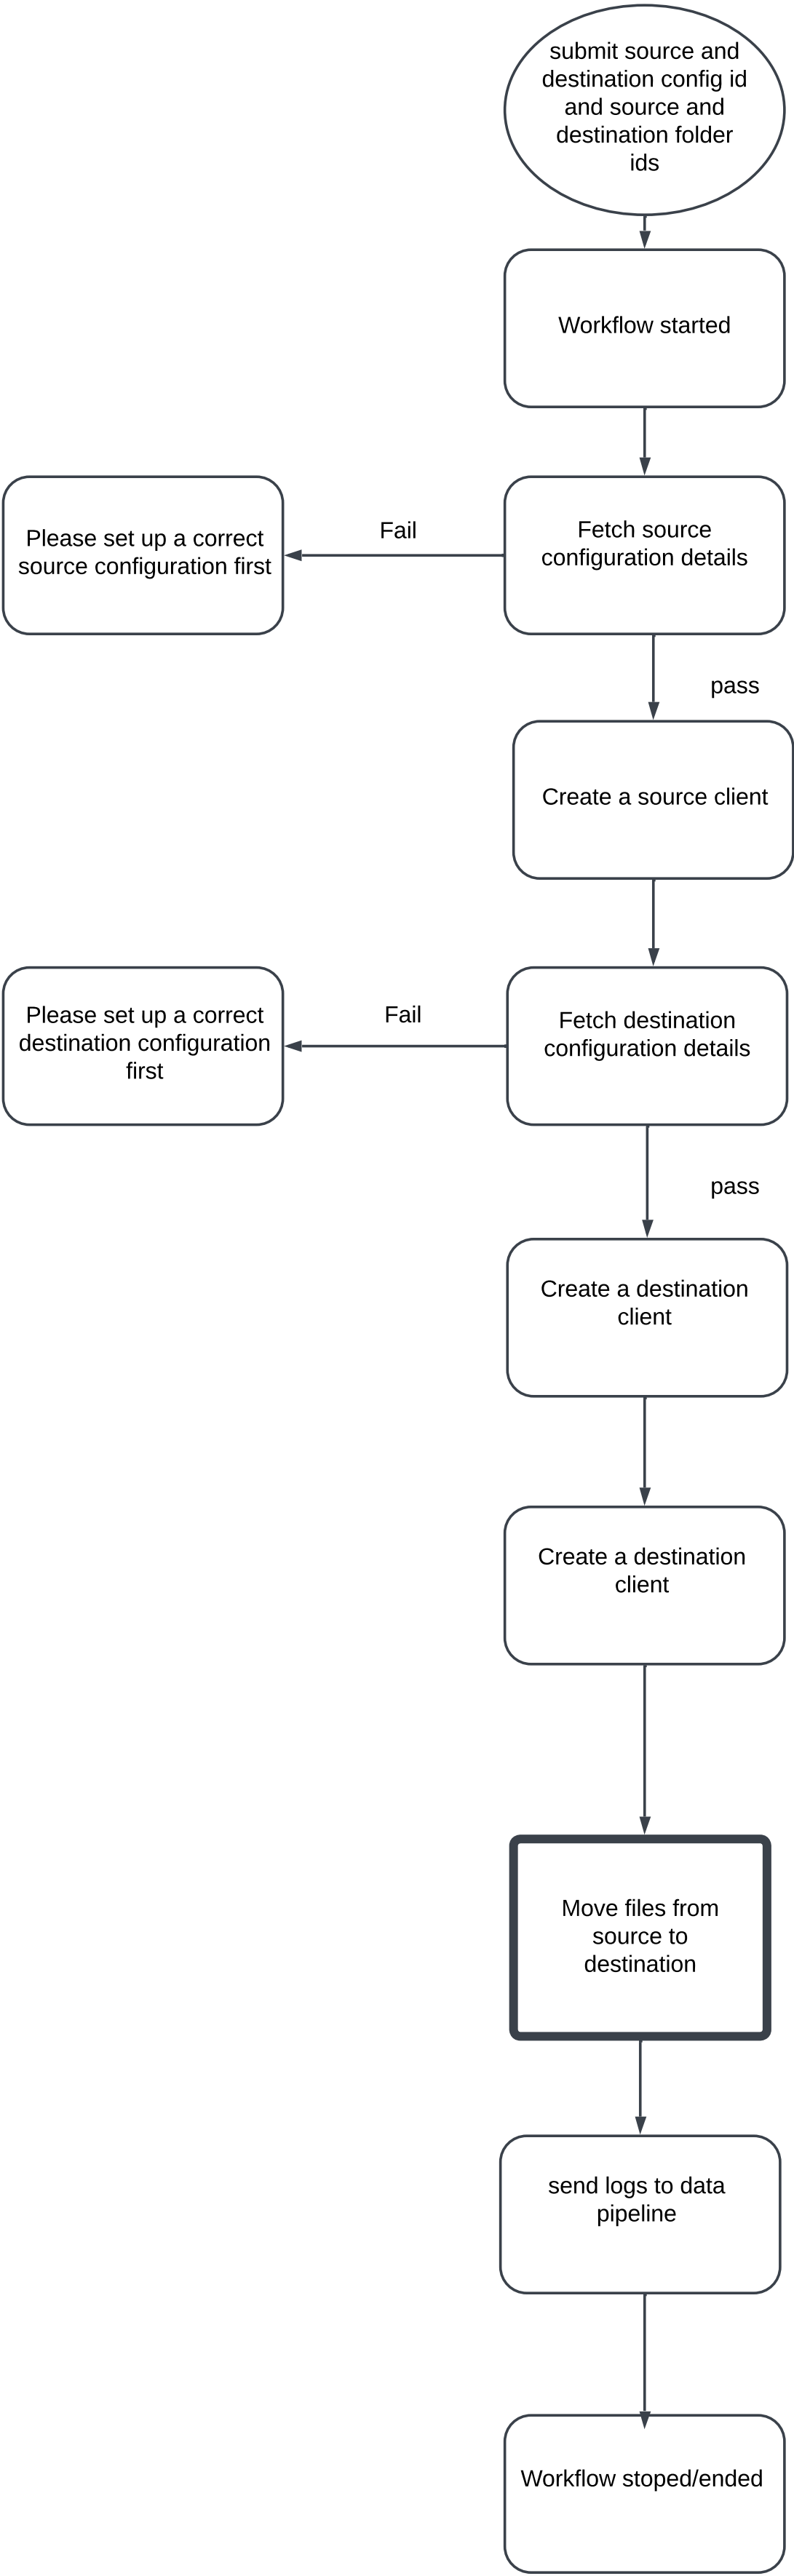 submit source and
destination config id
and source and
destination folder
ids
Workflow started
Please set up a correct
source configuration first
Fail
Fetch source
configuration details
pass
Create a source client
Please set up a correct
destination configuration
first
Fail
Fetch destination
configuration details
pass
Create a destination
client
Create a destination
client
Move files from
source to
destination
send logs to data
pipeline
Workflow stoped/ended